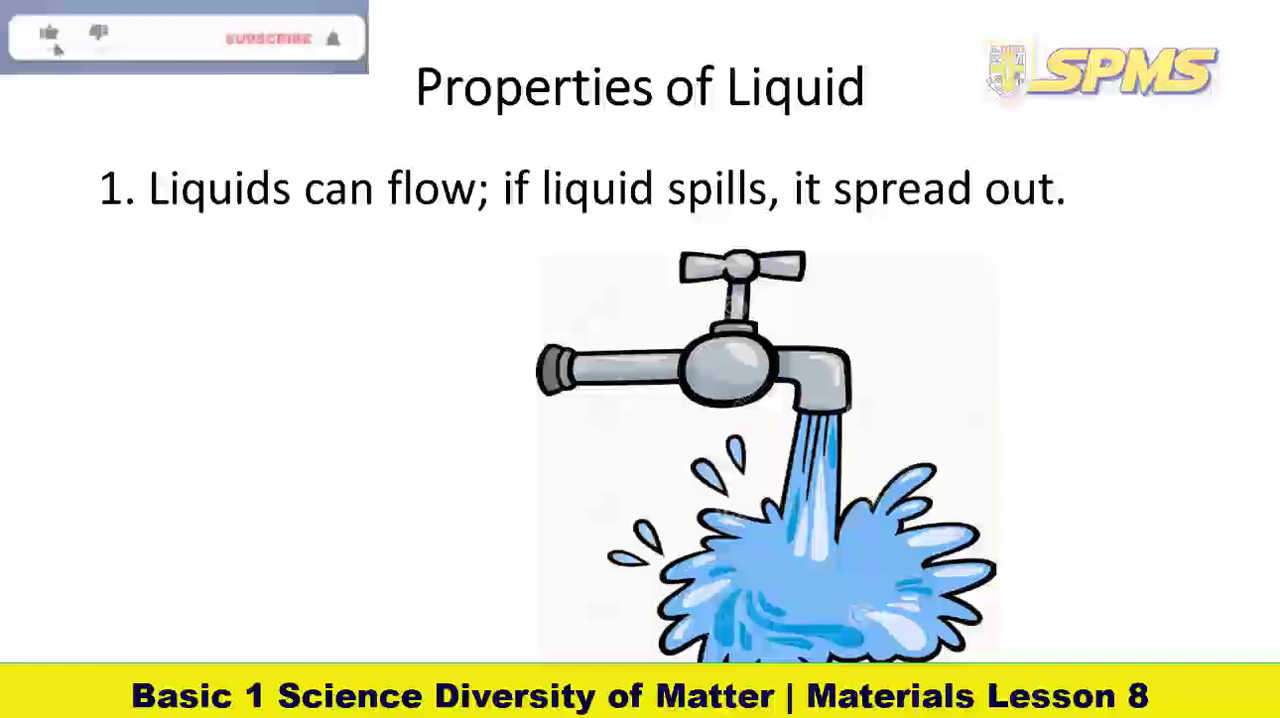 SUBSCRIBE
SPMS
Properties of Liquid
1. Liquids can flow; if liquid spills, it spread out.
Basic 1 Science Diversity of Matter | Materials Lesson 8